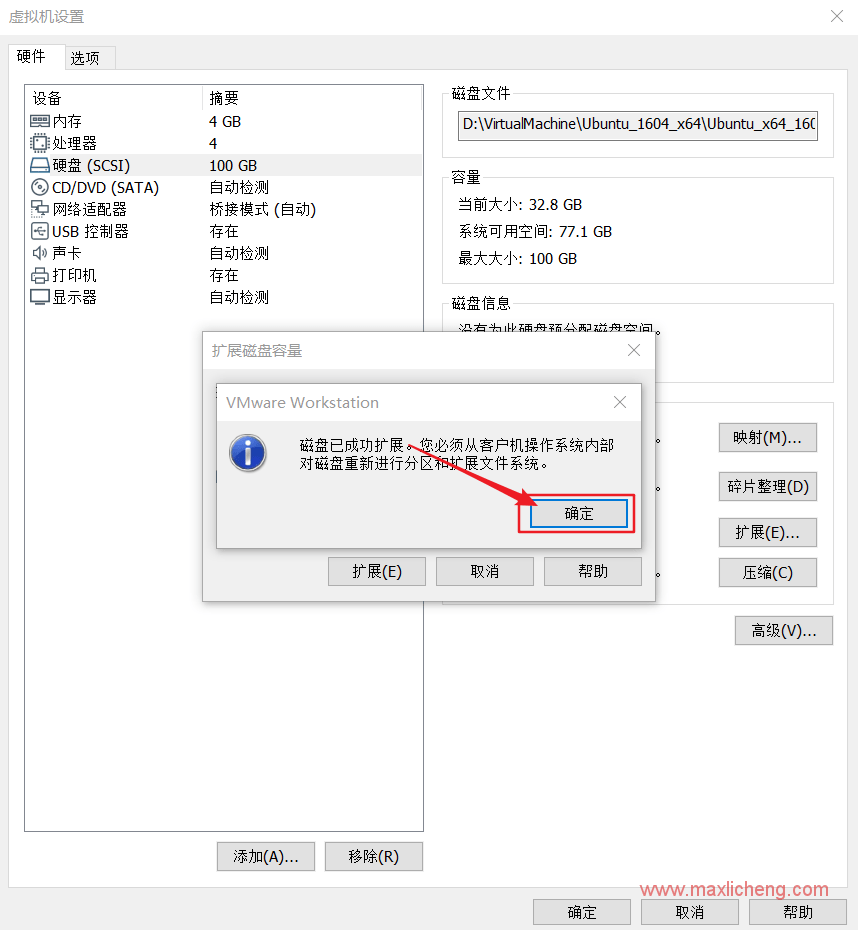 虚拟机设置
硬件
选项
设备 摘要
内存 4 GB
处理器 4
硬盘 (SCSI) 100 GB
CD/DVD (SATA) 自动检测
网络适配器 桥接模式 (自动)
USB 控制器 存在
声卡 自动检测
打印机 存在
显示器 自动检测
磁盘文件
D:\VirtualMachine\Ubuntu_1604_x64\Ubuntu_x64_160
容量
当前大小: 32.8 GB
系统可用空间: 77.1 GB
最大大小: 100 GB
磁盘信息
没有为此硬盘预分配磁盘空间。
扩展磁盘容量
VMware Workstation
磁盘已成功扩展。您必须从客户机操作系统内部
对磁盘重新进行分区和扩展文件系统。
确定
扩展(E)
取消
帮助
映射(M)...
碎片整理(D)
扩展(E)...
压缩(C)
高级(V)...
添加(A)...
移除(R)
www.maxlicheng.com
确定
取消
帮助